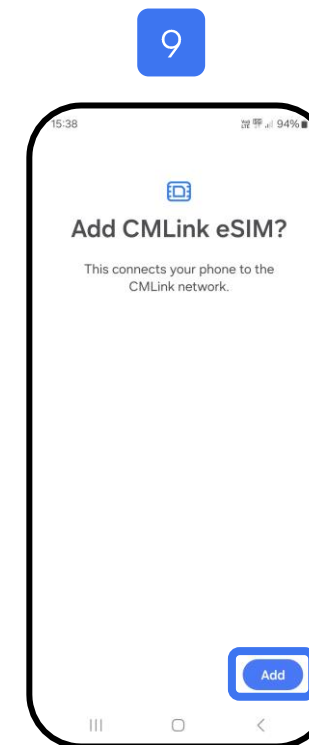 9
15:38
94%
Add CMLink eSIM?
This connects your phone to the
CMLink network.
Add